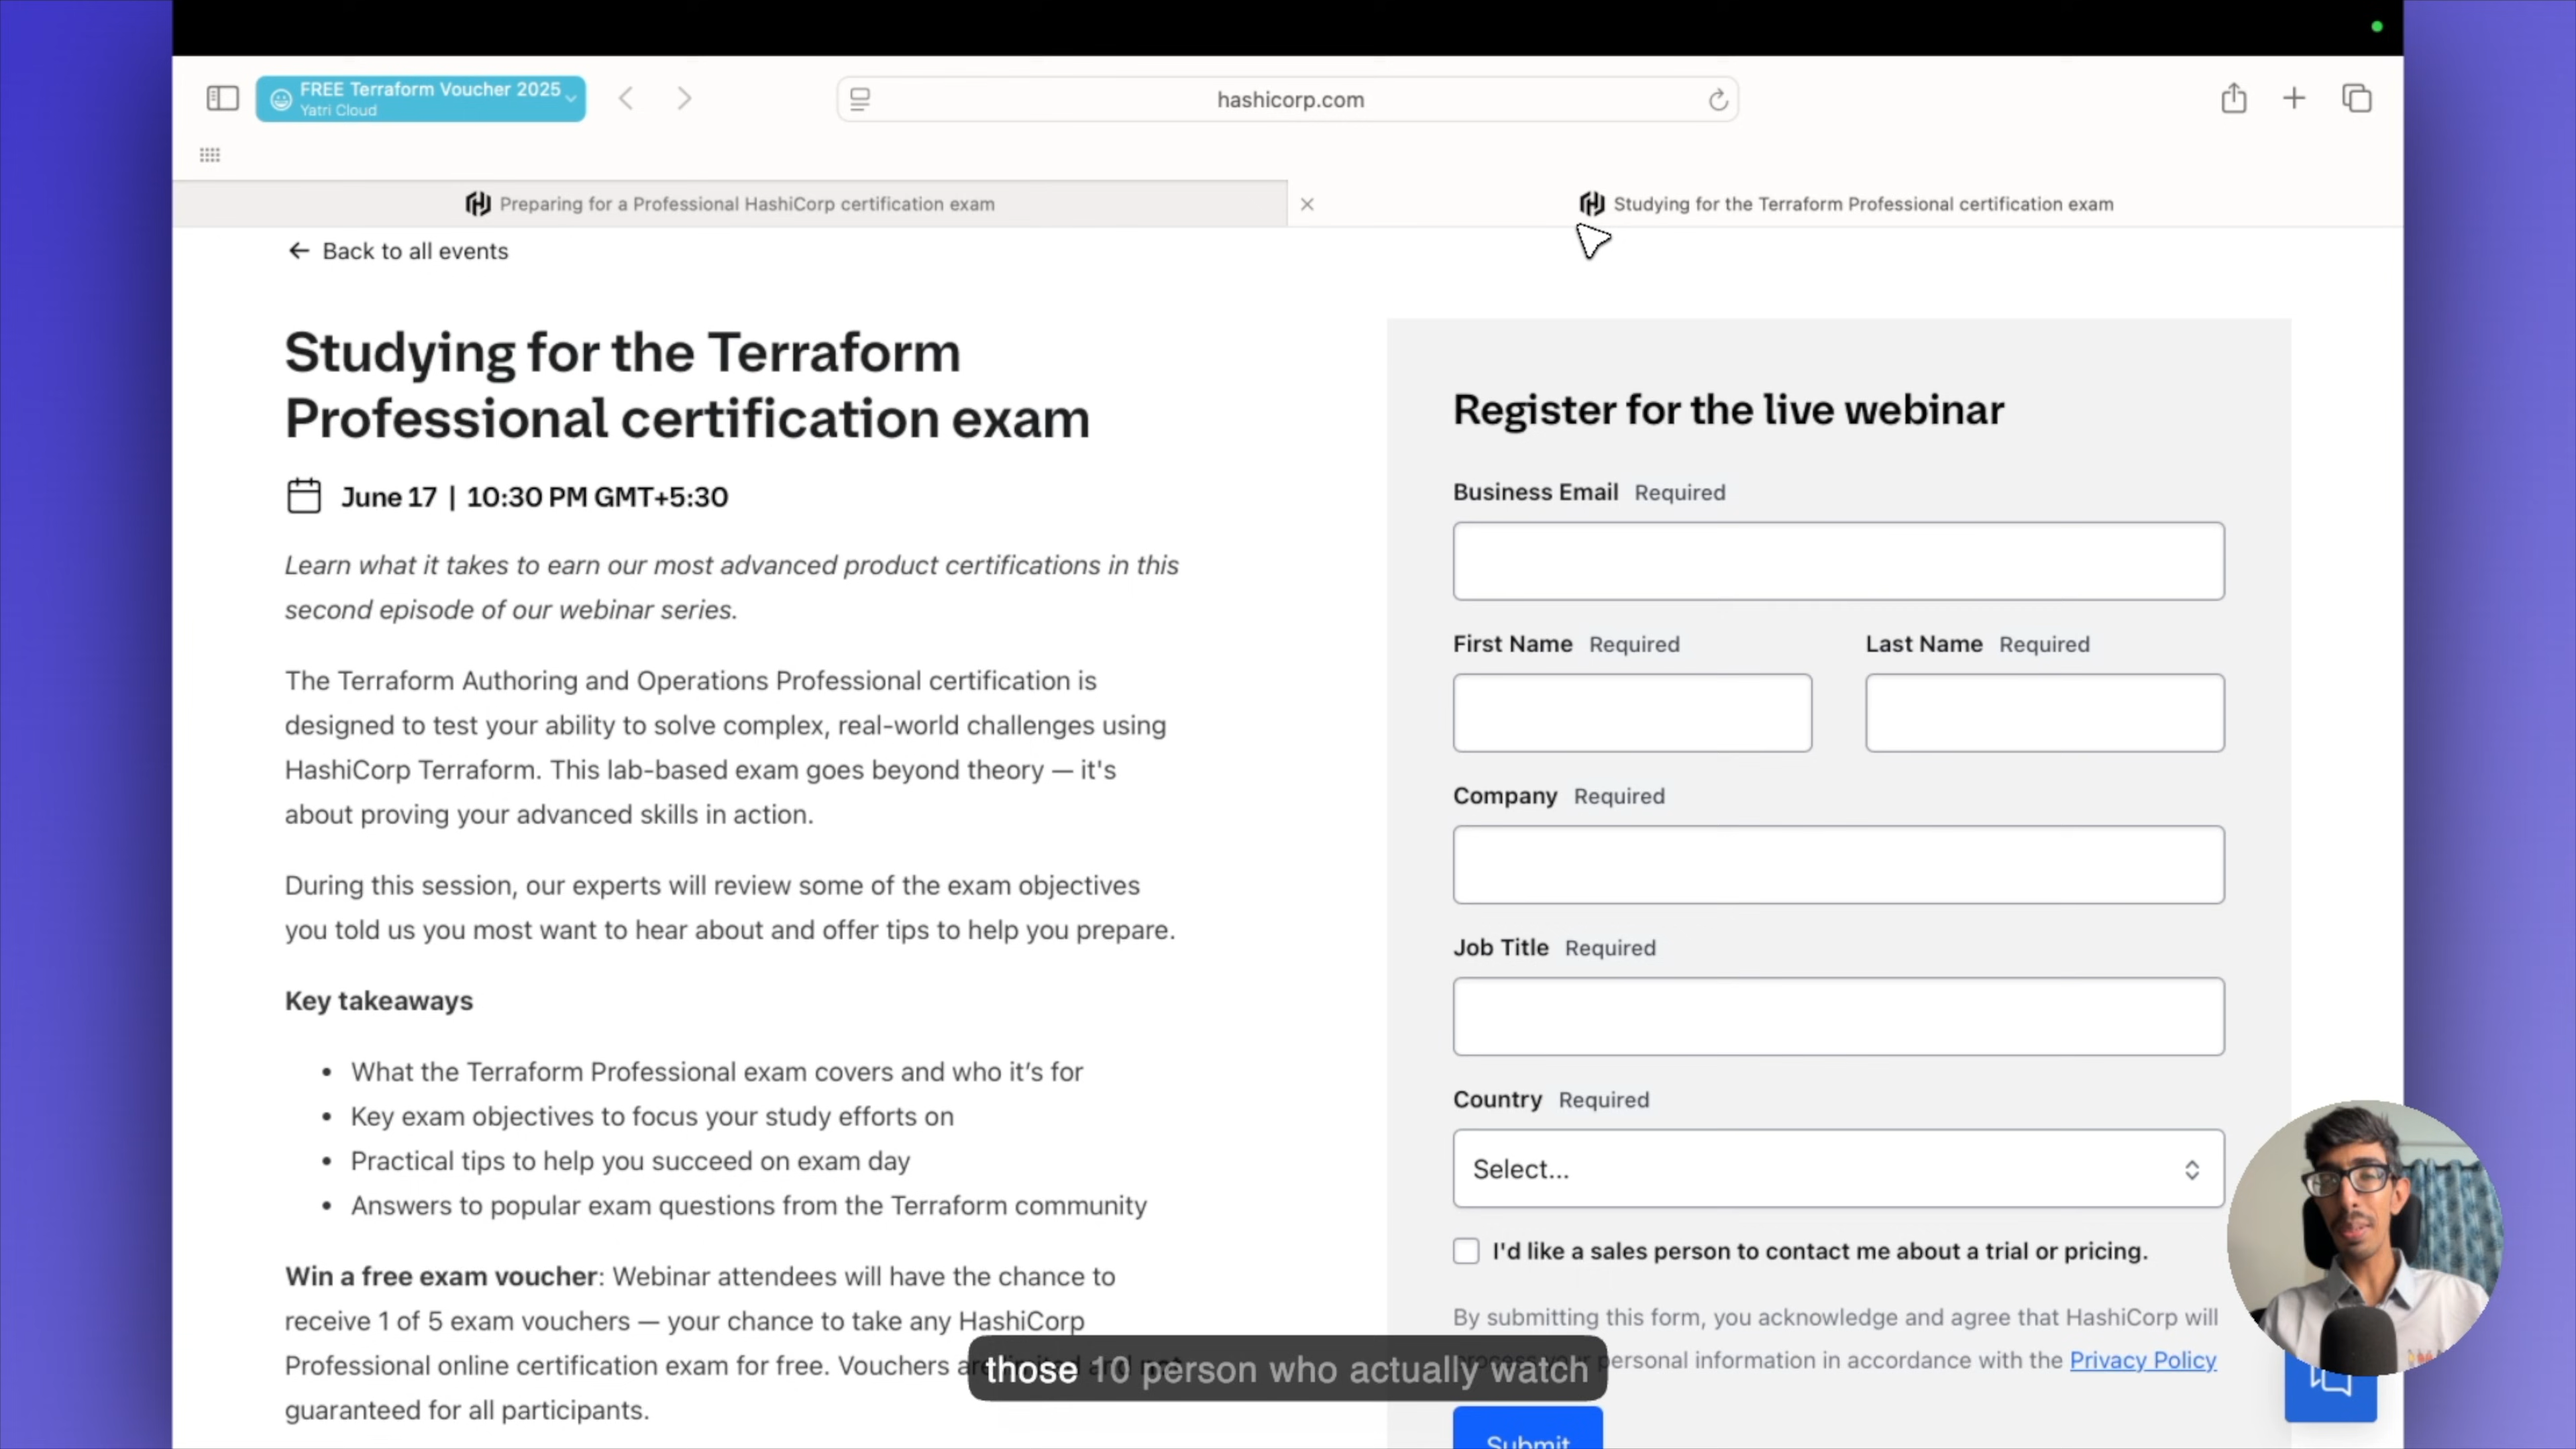 FREE Terraform Voucher 2025
Yatri Cloud
hashicorp.com
Preparing for a Professional HashiCorp certification exam
Studying for the Terraform Professional certification exam
Back to all events
Studying for the Terraform
Professional certification exam
June 17 | 10:30 PM GMT+5:30
Learn what it takes to earn our most advanced product certifications in this
second episode of our webinar series.
The Terraform Authoring and Operations Professional certification is
designed to test your ability to solve complex, real-world challenges using
HashiCorp Terraform. This lab-based exam goes beyond theory — it's
about proving your advanced skills in action.
During this session, our experts will review some of the exam objectives
you told us you most want to hear about and offer tips to help you prepare.
Key takeaways
• What the Terraform Professional exam covers and who it’s for
• Key exam objectives to focus your study efforts on
• Practical tips to help you succeed on exam day
• Answers to popular exam questions from the Terraform community
Win a free exam voucher: Webinar attendees will have the chance to
receive 1 of 5 exam vouchers — your chance to take any HashiCorp
Professional online certification exam for free. Vouchers
guaranteed for all participants.
Register for the live webinar
Business Email Required
First Name Required
Last Name Required
Company Required
Job Title Required
Country Required
Select...
I'd like a sales person to contact me about a trial or pricing.
By submitting this form, you acknowledge and agree that HashiCorp will
personal information in accordance with the Privacy Policy
Submit
those 10 person who actually watch